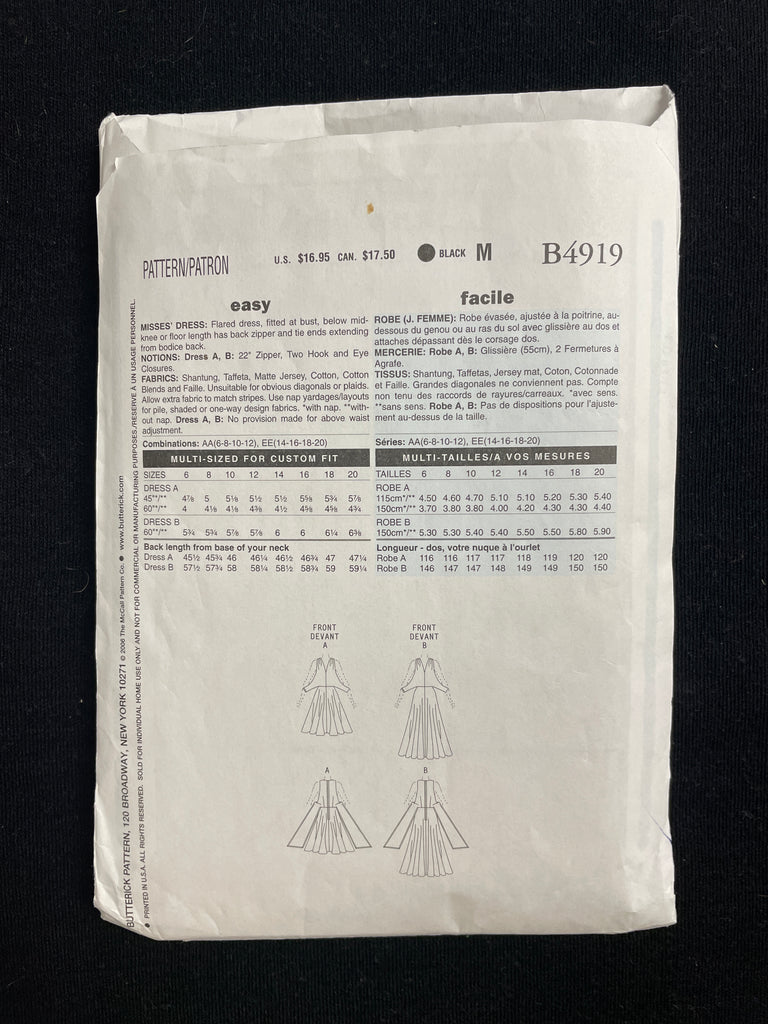 PATTERN/PATRON
U.S. $16.95 CAN. $17.50
BLACK M
B4919
easy
MISSES' DRESS: Flared dress, fitted at bust, below mid-
knee or floor length has back zipper and tie ends extending
from bodice back.
NOTIONS: Dress A, B: 22" Zipper, Two Hook and Eye
Closures.
FABRICS: Shantung, Taffeta, Matte Jersey, Cotton, Cotton
Blends and Faille. Unsuitable for obvious diagonals or plaids.
Allow extra fabric to match stripes. Use nap yardages/layouts
for pile, shaded or one-way design fabrics. *with nap. **with-
out nap. Dress A, B: No provision made for above waist
adjustment.
Combinations: AA(6-8-10-12), EE(14-16-18-20)
MULTI-SIZED FOR CUSTOM FIT
SIZES 6 8 10 12 14 16 18 20
DRESS A
45"*/** 4⅞ 5 5⅛ 5½ 5½ 5⅝ 5¾ 5⅞
60"*/** 4 4⅛ 4⅛ 4⅜ 4½ 4⅝ 4⅝ 4¾
DRESS B
60"*/** 5¾ 5¾ 5⅞ 5⅞ 6 6 6¼ 6⅜
Back length from base of your neck
Dress A 45½ 45¾ 46 46¼ 46½ 46¾ 47 47¼
Dress B 57½ 57¾ 58 58¼ 58½ 58¾ 59 59¼
facile
ROBE (J. FEMME): Robe évasée, ajustée à la poitrine, au-
dessous du genou ou au ras du sol avec glissière au dos et
attaches dépassant dès le corsage dos.
MERCERIE: Robe A, B: Glissière (55cm), 2 Fermetures à
Agrafe.
TISSUS: Shantung, Taffetas, Jersey mat, Coton, Cotonnade
et Faille. Grandes diagonales ne conviennent pas. Compte
non tenu des raccords de rayures/carreaux. *avec sens.
**sans sens. Robe A, B: Pas de dispositions pour l'ajuste-
ment au-dessus de la taille.
Séries: AA(6-8-10-12), EE(14-16-18-20)
MULTI-TAILLES/A VOS MESURES
TAILLES 6 8 10 12 14 16 18 20
ROBE A
115cm*/** 4.50 4.60 4.70 5.10 5.10 5.20 5.30 5.40
150cm*/** 3.70 3.80 3.80 4.00 4.20 4.30 4.30 4.40
ROBE B
150cm*/** 5.30 5.30 5.40 5.40 5.50 5.50 5.80 5.90
Longueur - dos, votre nuque à l'ourlet
Robe A 116 116 117 117 118 119 120 120
Robe B 146 147 147 148 149 149 150 150
FRONT
DEVANT
A
FRONT
DEVANT
B
A
B
BUTTERICK PATTERN, 120 BROADWAY, NEW YORK 10271 © 2006 The McCall Pattern Co. ● www.butterick.com
● PRINTED IN U.S.A. ALL RIGHTS RESERVED. SOLD FOR INDIVIDUAL HOME USE ONLY AND NOT FOR COMMERCIAL OR MANUFACTURING PURPOSES./RESERVE À UN USAGE PERSONNEL.